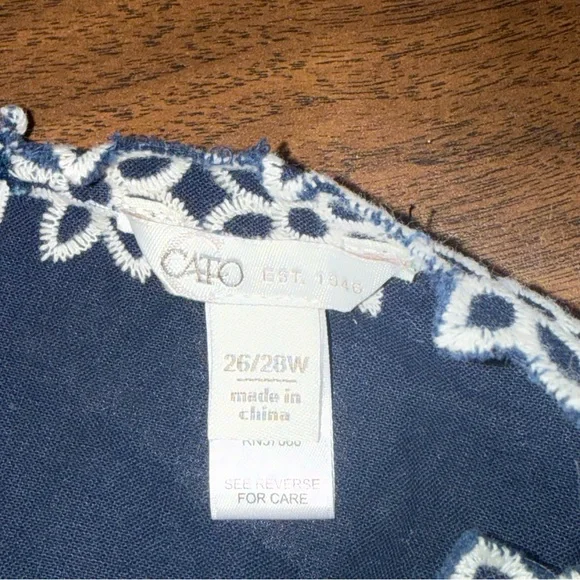 CATO EST. 1946
26/28W
made in
china
SEE REVERSE
FOR CARE